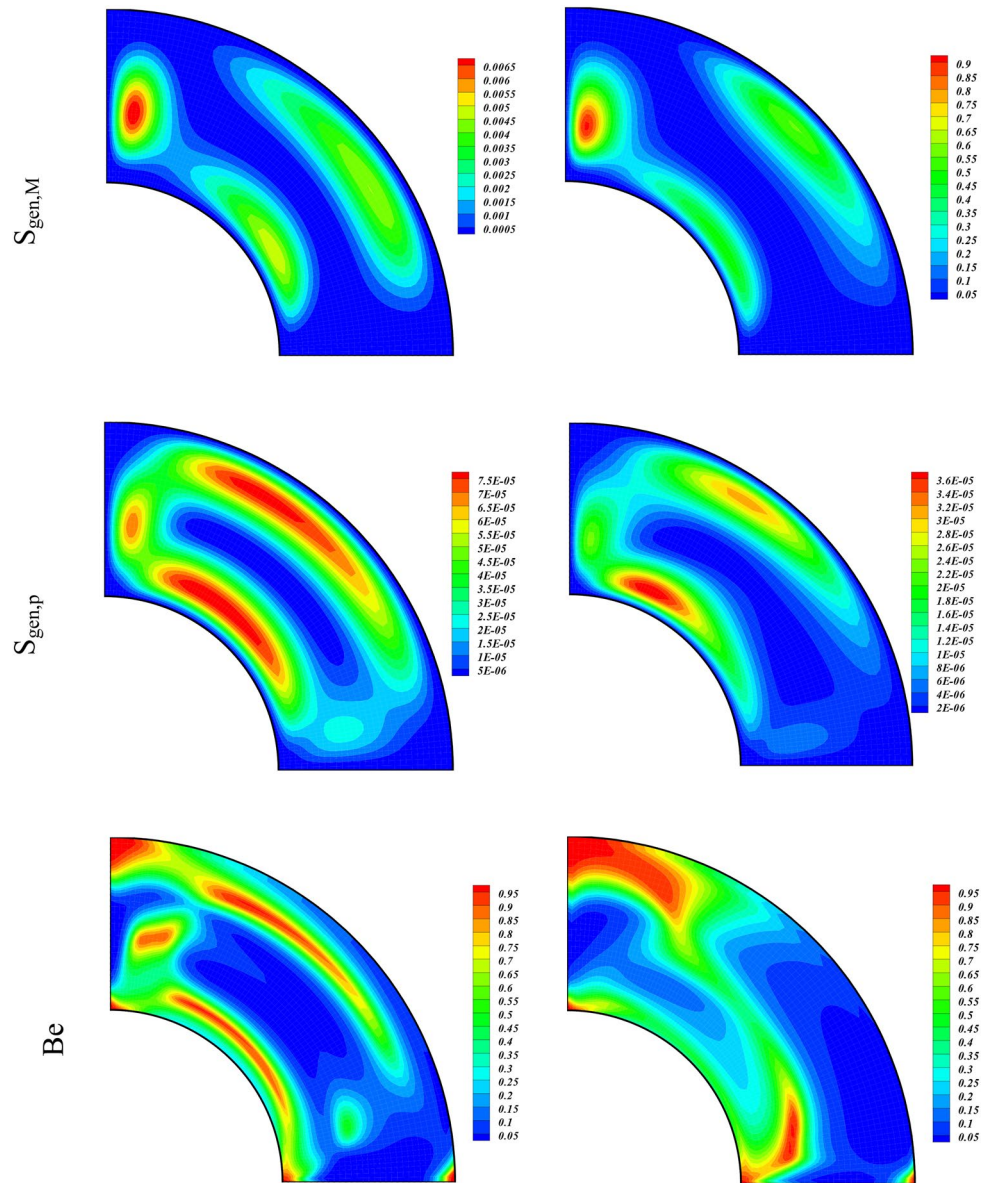 S_gen,M
0.0065
0.006
0.0055
0.005
0.0045
0.004
0.0035
0.003
0.0025
0.002
0.0015
0.001
0.0005
0.9
0.85
0.8
0.75
0.7
0.65
0.6
0.55
0.5
0.45
0.4
0.35
0.3
0.25
0.2
0.15
0.1
0.05
S_gen,p
7.5E-05
7E-05
6.5E-05
6E-05
5.5E-05
5E-05
4.5E-05
4E-05
3.5E-05
3E-05
2.5E-05
2E-05
1.5E-05
1E-05
5E-06
3.6E-05
3.4E-05
3.2E-05
3E-05
2.8E-05
2.6E-05
2.4E-05
2.2E-05
2E-05
1.8E-05
1.6E-05
1.4E-05
1.2E-05
1E-05
8E-06
6E-06
4E-06
2E-06
Be
0.95
0.9
0.85
0.8
0.75
0.7
0.65
0.6
0.55
0.5
0.45
0.4
0.35
0.3
0.25
0.2
0.15
0.1
0.05
0.95
0.9
0.85
0.8
0.75
0.7
0.65
0.6
0.55
0.5
0.45
0.4
0.35
0.3
0.25
0.2
0.15
0.1
0.05